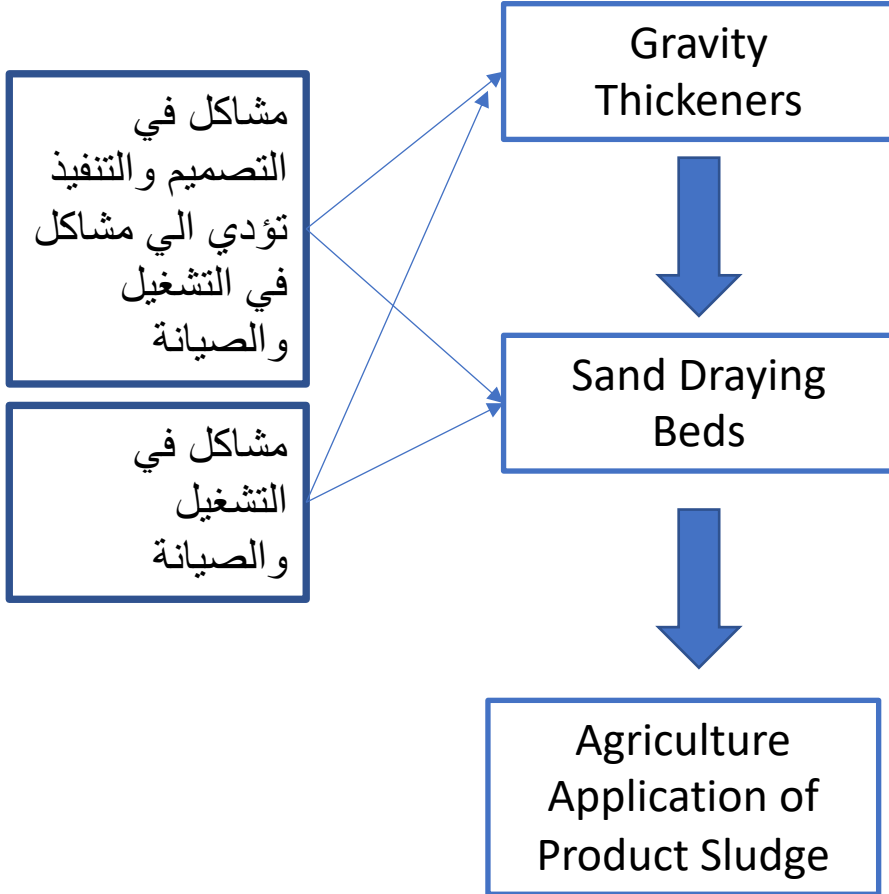 Gravity
Thickeners
مشاكل في
التصميم والتنفيذ
تؤدي الي مشاكل
في التشغيل
والصيانة
Sand Draying
Beds
مشاكل في
التشغيل
والصيانة
Agriculture
Application of
Product Sludge